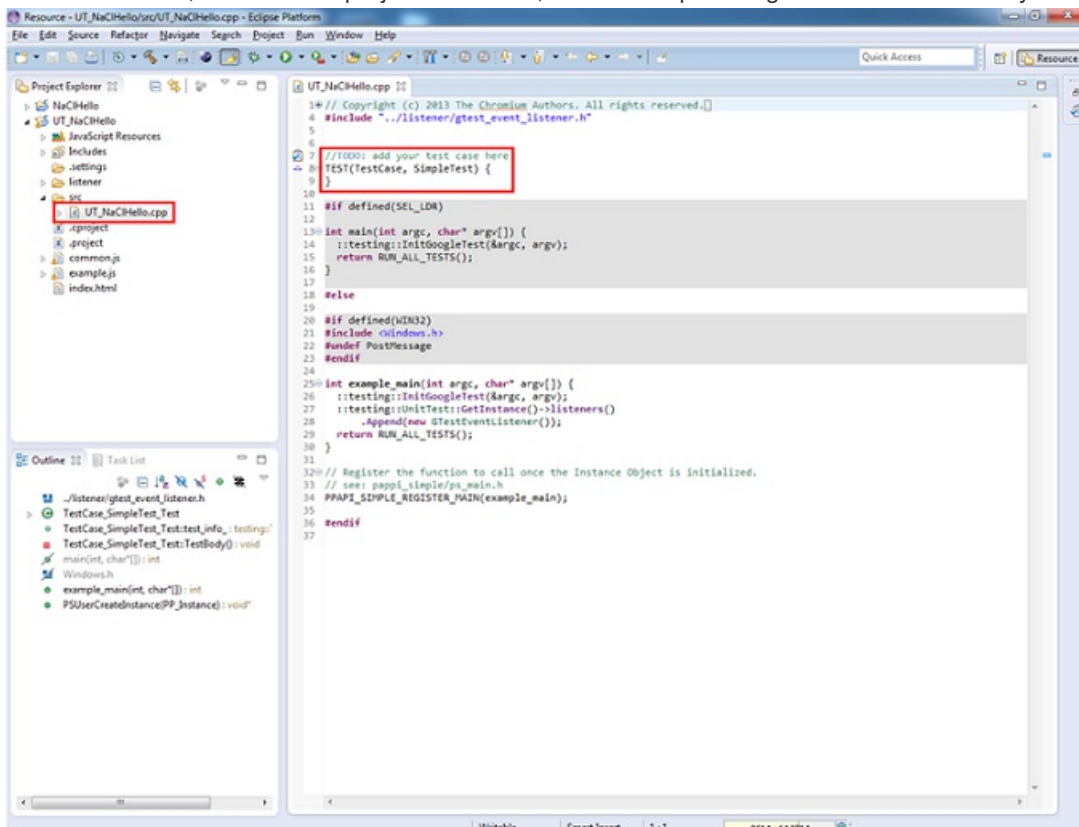 Resource - UT_NaClHello/src/UT_NaClHello.cpp - Eclipse Platform
File Edit Source Refactor Navigate Search Project Run Window Help
Quick Access
Resource
Project Explorer
NaClHello
UT_NaClHello
JavaScript Resources
Includes
.settings
listener
src
UT_NaClHello.cpp
.cproject
.project
common.js
example.js
index.html
UT_NaClHello.cpp
1 // Copyright (c) 2013 The Chromium Authors. All rights reserved.
4 #include "../listener/gtest_event_listener.h"
5
6
7 //TODO: add your test case here
8 TEST(TestCase, SimpleTest) {
9 }
10
11 #if defined(SEL_LDR)
12
13 int main(int argc, char* argv[]) {
14 ::testing::InitGoogleTest(&argc, argv);
15 return RUN_ALL_TESTS();
16 }
17
18 #else
19
20 #if defined(WIN32)
21 #include <Windows.h>
22 #undef PostMessage
23 #endif
24
25 int example_main(int argc, char* argv[]) {
26 ::testing::InitGoogleTest(&argc, argv);
27 ::testing::UnitTest::GetInstance()->listeners()
28 .Append(new GTestEventListener());
29 return RUN_ALL_TESTS();
30 }
31
32 // Register the function to call once the Instance Object is initialized.
33 // see: pappi_simple/ps_main.h
34 PPAPI_SIMPLE_REGISTER_MAIN(example_main);
35
36 #endif
37
Outline Task List
../listener/gtest_event_listener.h
TestCase_SimpleTest_Test
TestCase_SimpleTest_Test::test_info_ : testing::
TestCase_SimpleTest_Test::TestBody() : void
main(int, char*[]) : int
Windows.h
example_main(int, char*[]) : int
PSUserCreateInstance(PP_Instance) : void*
Writable Smart Insert 1:1